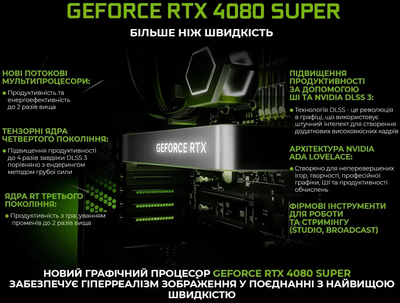 GEFORCE RTX 4080 SUPER
БІЛЬШЕ НІЖ ШВИДКІСТЬ
НОВІ ПОТОКОВІ
МУЛЬТИПРОЦЕСОРИ:
• Продуктивність та
енергоефективність
до 2 разів вища
ТЕНЗОРНІ ЯДРА
ЧЕТВЕРТОГО ПОКОЛІННЯ:
• Підвищення продуктивності
до 4 разів завдяки DLSS 3
порівняно з ендерингом
методом грубої сили
ЯДРА RT ТРЕТЬОГО
ПОКОЛІННЯ:
• Продуктивність з трасуванням
променів до 2 разів вища
GEFORCE RTX
ПІДВИЩЕННЯ
ПРОДУКТИВНОСТІ
ЗА ДОПОМОГОЮ
ШІ ТА NVIDIA DLSS 3:
• Технологія DLSS - це революція
в графіці, що використовує
штучний інтелект для створення
додаткових високоякісних кадрів
АРХІТЕКТУРА NVIDIA
ADA LOVELACE:
• Створено для неперевершених
ігор, творчості, професійної
графіки, ШІ та продуктивності
обчислень
ФІРМОВІ ІНСТРУМЕНТИ
ДЛЯ РОБОТИ
ТА СТРИМІНГУ
(STUDIO, BROADCAST)
НОВИЙ ГРАФІЧНИЙ ПРОЦЕСОР GEFORCE RTX 4080 SUPER
ЗАБЕЗПЕЧУЄ ГІПЕРРЕАЛІЗМ ЗОБРАЖЕННЯ У ПОЄДНАННІ З НАЙВИЩОЮ
ШВИДКІСТЮ